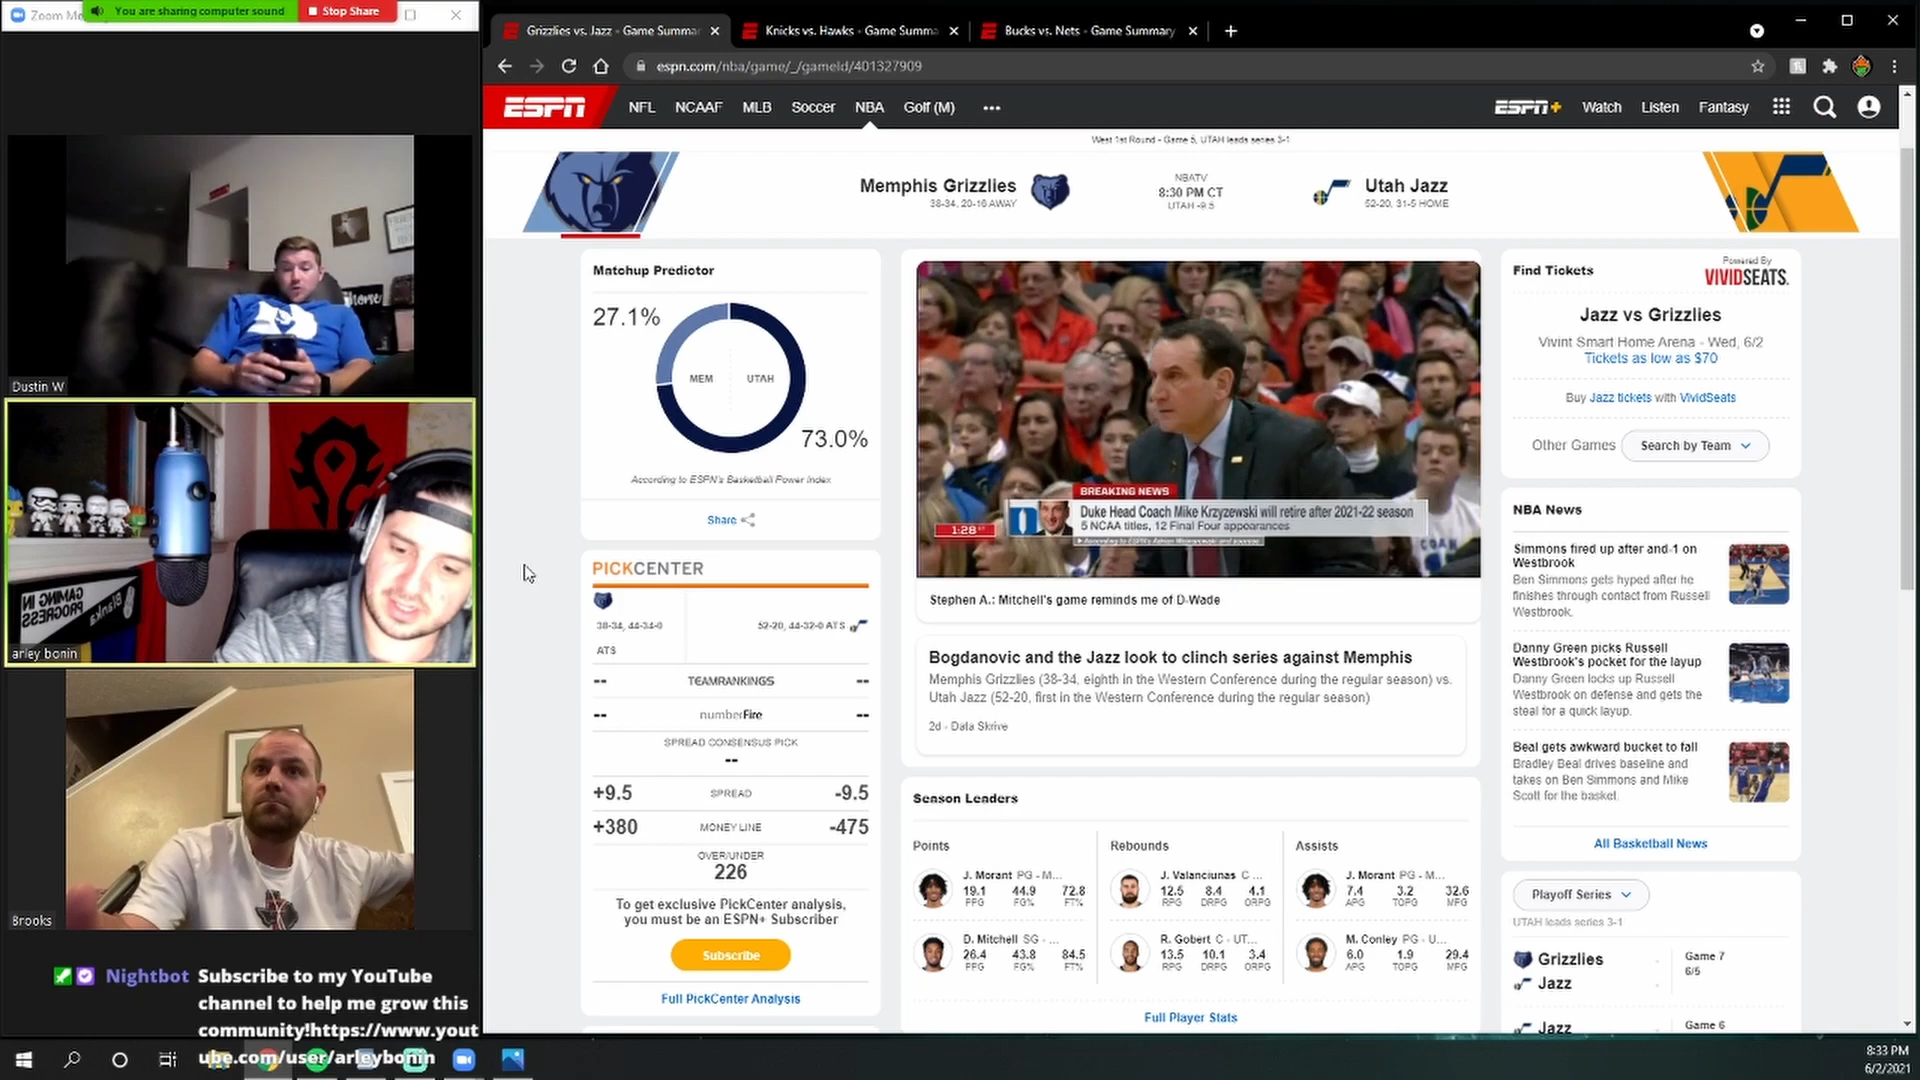 Zoom Mee
You are sharing computer sound
Stop Share
Dustin W
GAMING IN PROGRESS
Blanka
arley bonin
Brooks
Nightbot Subscribe to my YouTube
channel to help me grow this
community!https://www.yout
ube.com/user/arleybonin
Grizzlies vs. Jazz - Game Summar
Knicks vs. Hawks - Game Summa
Bucks vs. Nets - Game Summary
espn.com/nba/game/_/gameId/401327909
ESPN NFL NCAAF MLB Soccer NBA Golf (M) •••
ESPN+ Watch Listen Fantasy
West 1st Round - Game 5, UTAH leads series 3-1
Memphis Grizzlies
38-34, 20-16 AWAY
NBATV
8:30 PM CT
UTAH -9.5
Utah Jazz
52-20, 31-5 HOME
Matchup Predictor
27.1%
MEM UTAH
73.0%
According to ESPN's Basketball Power Index
Share
PICKCENTER
38-34, 44-34-0
ATS
52-20, 44-32-0 ATS
-- TEAMRANKINGS --
-- numberFire --
SPREAD CONSENSUS PICK
--
+9.5 SPREAD -9.5
+380 MONEY LINE -475
OVER/UNDER
226
To get exclusive PickCenter analysis,
you must be an ESPN+ Subscriber
Subscribe
Full PickCenter Analysis
BREAKING NEWS
1:28 ET
Duke Head Coach Mike Krzyzewski will retire after 2021-22 season
5 NCAA titles, 12 Final Four appearances
Stephen A.: Mitchell's game reminds me of D-Wade
Bogdanovic and the Jazz look to clinch series against Memphis
Memphis Grizzlies (38-34, eighth in the Western Conference during the regular season) vs.
Utah Jazz (52-20, first in the Western Conference during the regular season)
2d - Data Skrive
Season Leaders
Points
J. Morant PG - M...
19.1 44.9 72.8
PPG FG% FT%
D. Mitchell SG - ...
26.4 43.8 84.5
PPG FG% FT%
Rebounds
J. Valanciunas C ...
12.5 8.4 4.1
RPG DRPG ORPG
R. Gobert C - UT...
13.5 10.1 3.4
RPG DRPG ORPG
Assists
J. Morant PG - M...
7.4 3.2 32.6
APG TOPG MPG
M. Conley PG - U...
6.0 1.9 29.4
APG TOPG MPG
Full Player Stats
Find Tickets
Powered By
VIVIDSEATS.
Jazz vs Grizzlies
Vivint Smart Home Arena - Wed, 6/2
Tickets as low as $70
Buy Jazz tickets with VividSeats
Other Games Search by Team
NBA News
Simmons fired up after and-1 on
Westbrook
Ben Simmons gets hyped after he
finishes through contact from Russell
Westbrook.
Danny Green picks Russell
Westbrook's pocket for the layup
Danny Green locks up Russell
Westbrook on defense and gets the
steal for a quick layup.
Beal gets awkward bucket to fall
Bradley Beal drives baseline and
takes on Ben Simmons and Mike
Scott for the basket.
All Basketball News
Playoff Series
UTAH leads series 3-1
Grizzlies -
Jazz -
Game 7
6/5
Jazz
Game 6
8:33 PM
6/2/2021